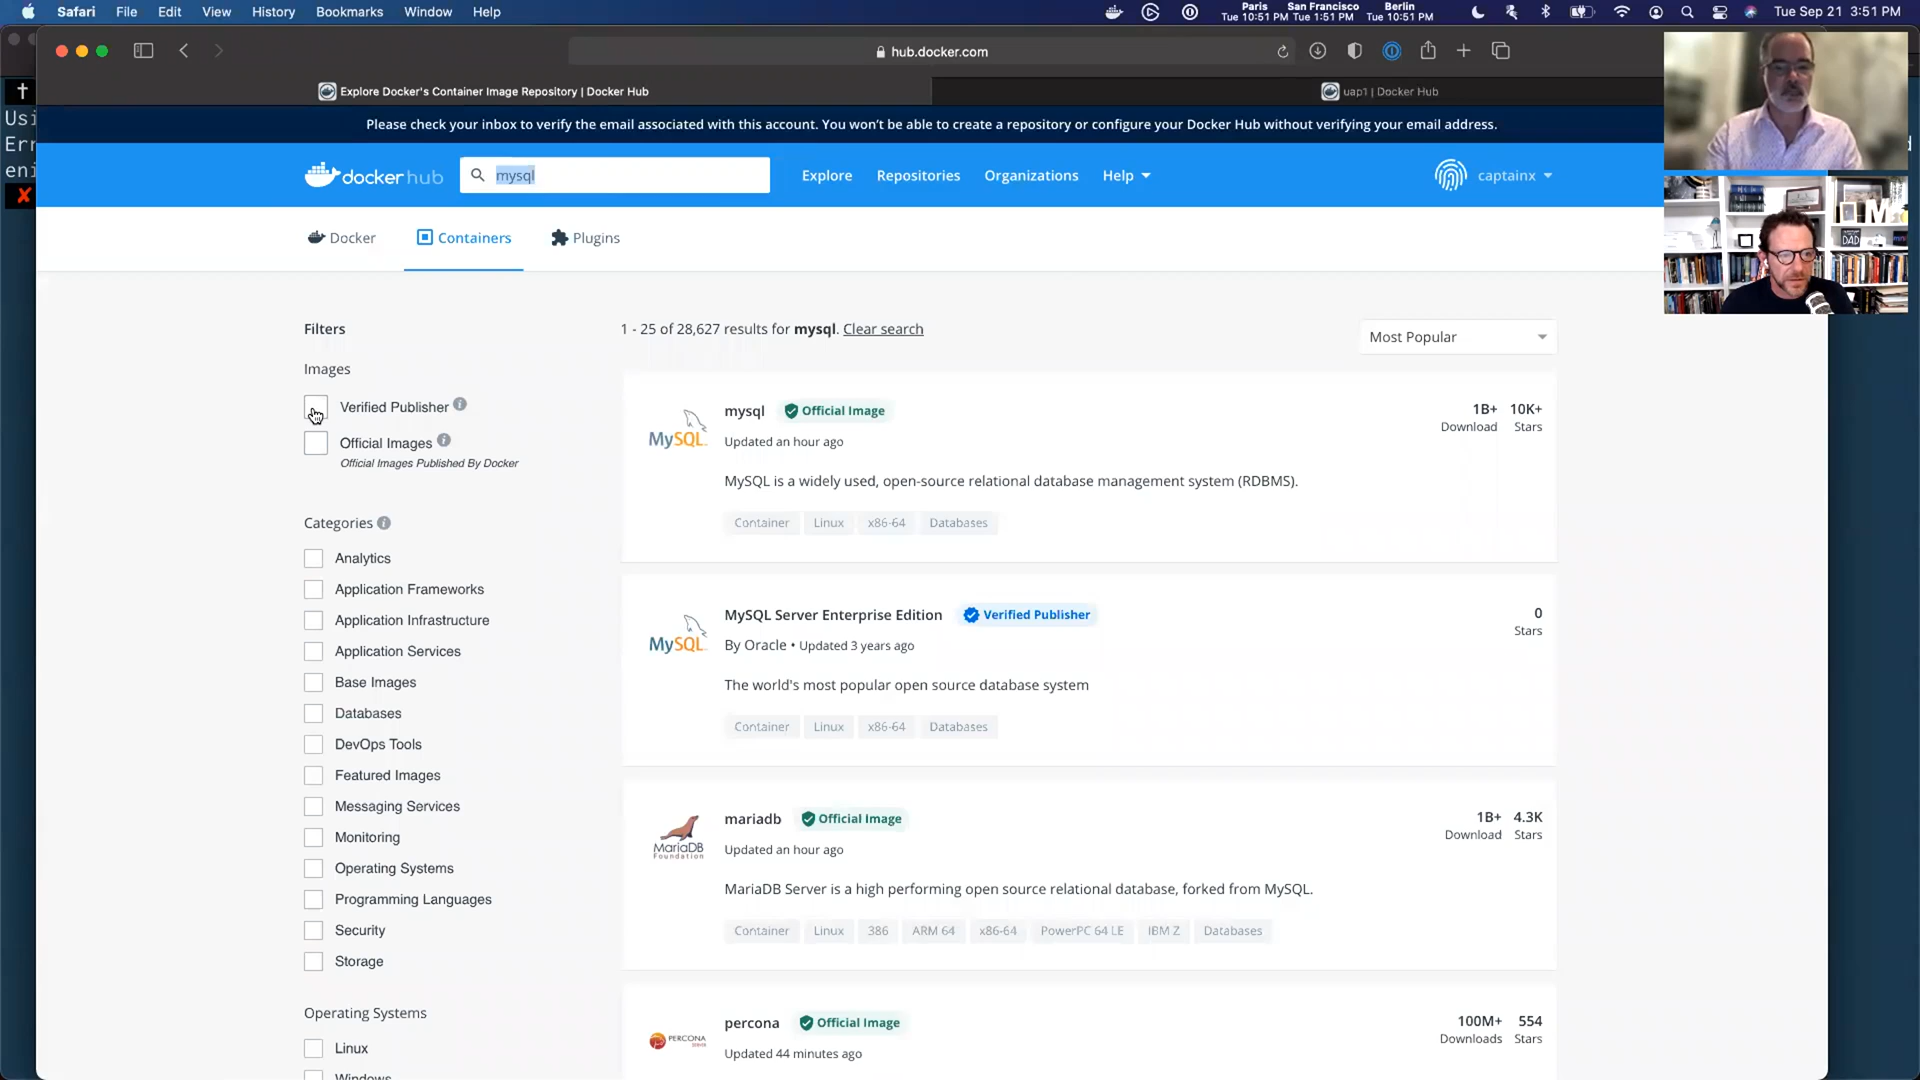 Safari File Edit View History Bookmarks Window Help
Paris San Francisco Berlin
Tue 10:51 PM Tue 1:51 PM Tue 10:51 PM
Tue Sep 21 3:51 PM
hub.docker.com
Explore Docker's Container Image Repository | Docker Hub
uap1 | Docker Hub
Please check your inbox to verify the email associated with this account. You won't be able to create a repository or configure your Docker Hub without verifying your email address.
docker hub
mysql
Explore Repositories Organizations Help
captainx
Docker Containers Plugins
Filters
Images
Verified Publisher
Official Images
Official Images Published By Docker
Categories
Analytics
Application Frameworks
Application Infrastructure
Application Services
Base Images
Databases
DevOps Tools
Featured Images
Messaging Services
Monitoring
Operating Systems
Programming Languages
Security
Storage
Operating Systems
Linux
Windows
1 - 25 of 28,627 results for mysql. Clear search
Most Popular
MySQL
mysql Official Image
Updated an hour ago
1B+ 10K+
Download Stars
MySQL is a widely used, open-source relational database management system (RDBMS).
Container Linux x86-64 Databases
MySQL
MySQL Server Enterprise Edition Verified Publisher
By Oracle • Updated 3 years ago
0
Stars
The world's most popular open source database system
Container Linux x86-64 Databases
MariaDB
Foundation
mariadb Official Image
Updated an hour ago
1B+ 4.3K
Download Stars
MariaDB Server is a high performing open source relational database, forked from MySQL.
Container Linux 386 ARM 64 x86-64 PowerPC 64 LE IBM Z Databases
PERCONA
percona Official Image
Updated 44 minutes ago
100M+ 554
Downloads Stars
Usi
Err
eni
DAD